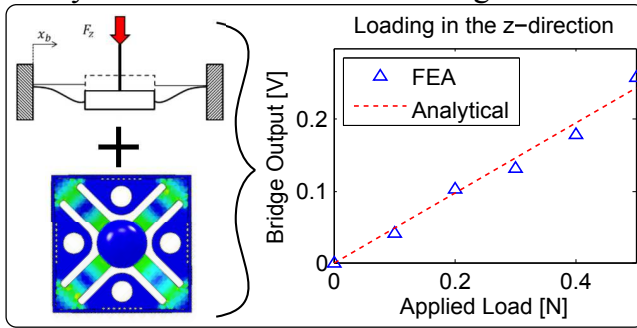 x_b
F_z
Loading in the z−direction
FEA
Analytical
Bridge Output [V]
0.2
0.1
0
0
0.2
0.4
Applied Load [N]